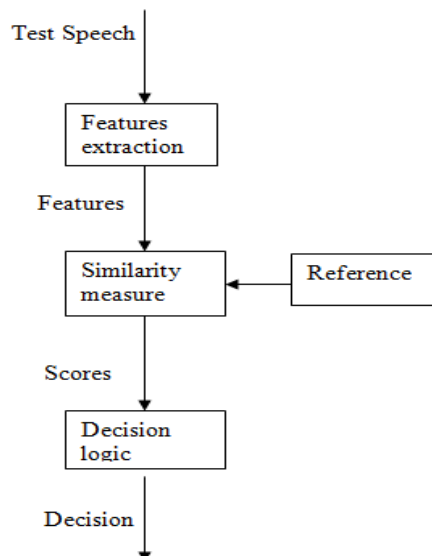 Test Speech
Features
extraction
Features
Similarity
measure
Reference
Scores
Decision
logic
Decision